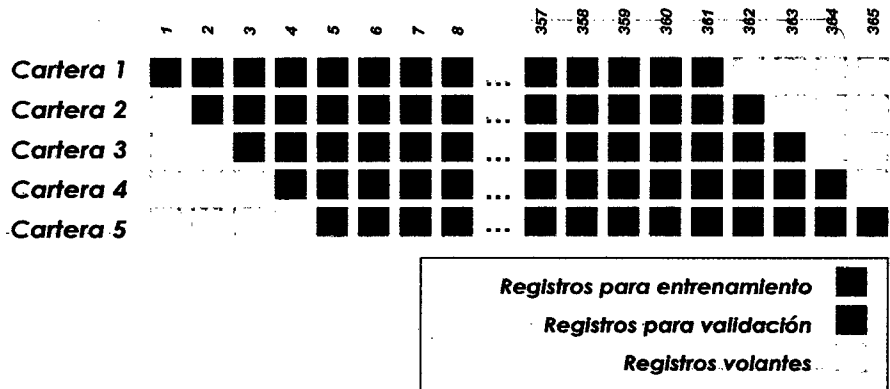 1 2 3 4 5 6 7 8 357 358 359 360 361 362 363 364 365
Cartera 1 ...
Cartera 2 ...
Cartera 3 ...
Cartera 4 ...
Cartera 5 ...
Registros para entrenamiento
Registros para validación
Registros volantes